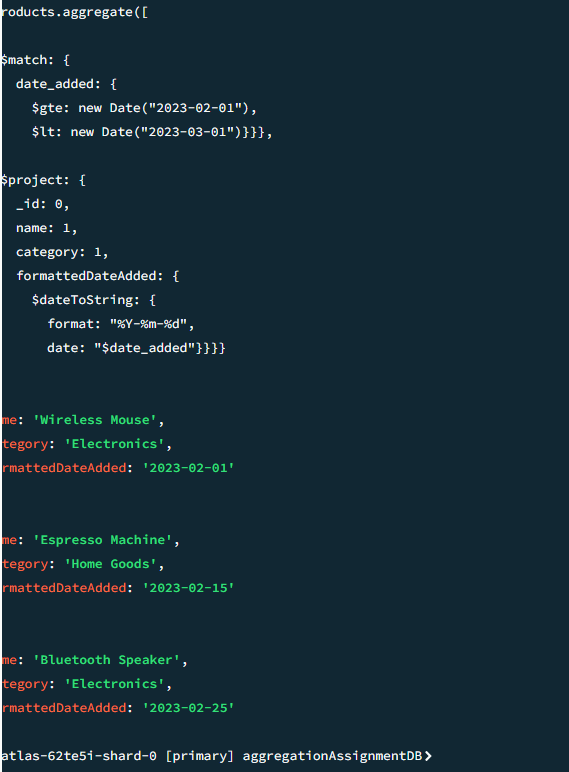 roducts.aggregate([
$match: {
date_added: {
$gte: new Date("2023-02-01"),
$lt: new Date("2023-03-01")}}},
$project: {
_id: 0,
name: 1,
category: 1,
formattedDateAdded: {
$dateToString: {
format: "%Y-%m-%d",
date: "$date_added"}}}}
me: 'Wireless Mouse',
tegory: 'Electronics',
rmattedDateAdded: '2023-02-01'
me: 'Espresso Machine',
tegory: 'Home Goods',
rmattedDateAdded: '2023-02-15'
me: 'Bluetooth Speaker',
tegory: 'Electronics',
rmattedDateAdded: '2023-02-25'
atlas-62te5i-shard-0 [primary] aggregationAssignmentDB>